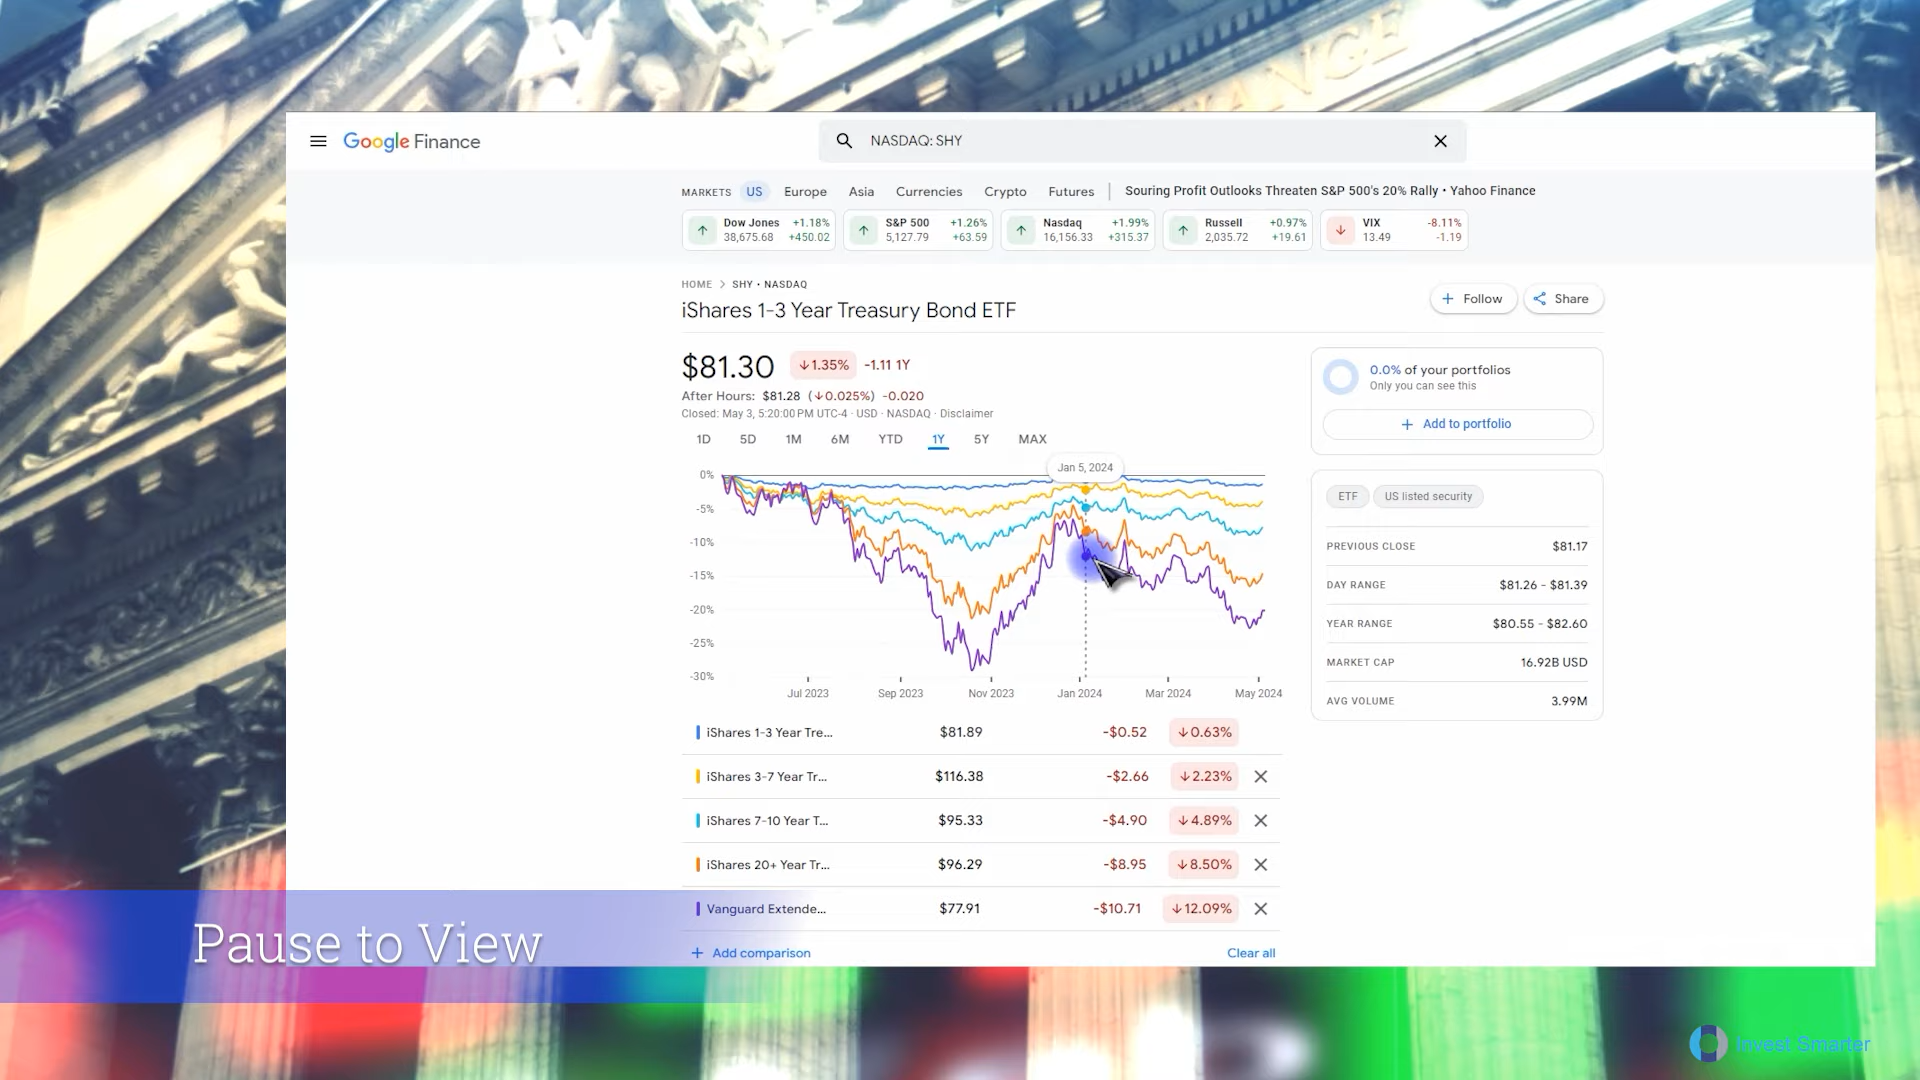 Google Finance
NASDAQ: SHY
MARKETS US Europe Asia Currencies Crypto Futures Souring Profit Outlooks Threaten S&P 500's 20% Rally • Yahoo Finance
Dow Jones +1.18% S&P 500 +1.26% Nasdaq +1.99% Russell +0.97% VIX -8.11%
38,675.68 +450.02 5,127.79 +63.59 16,156.33 +315.37 2,035.72 +19.61 13.49 -1.19
HOME > SHY • NASDAQ
iShares 1-3 Year Treasury Bond ETF
+ Follow
Share
$81.30 ↓1.35% -1.11 1Y
After Hours: $81.28 (↓0.025%) -0.020
Closed: May 3, 5:20:00 PM UTC-4 · USD · NASDAQ · Disclaimer
1D 5D 1M 6M YTD 1Y 5Y MAX
Jan 5, 2024
0%
-5%
-10%
-15%
-20%
-25%
-30%
Jul 2023 Sep 2023 Nov 2023 Jan 2024 Mar 2024 May 2024
iShares 1-3 Year Tre... $81.89 -$0.52 ↓0.63%
iShares 3-7 Year Tr... $116.38 -$2.66 ↓2.23%
iShares 7-10 Year T... $95.33 -$4.90 ↓4.89%
iShares 20+ Year Tr... $96.29 -$8.95 ↓8.50%
Vanguard Extende... $77.91 -$10.71 ↓12.09%
+ Add comparison Clear all
0.0% of your portfolios
Only you can see this
+ Add to portfolio
ETF US listed security
PREVIOUS CLOSE $81.17
DAY RANGE $81.26 - $81.39
YEAR RANGE $80.55 - $82.60
MARKET CAP 16.92B USD
AVG VOLUME 3.99M
Pause to View
Invest Smarter